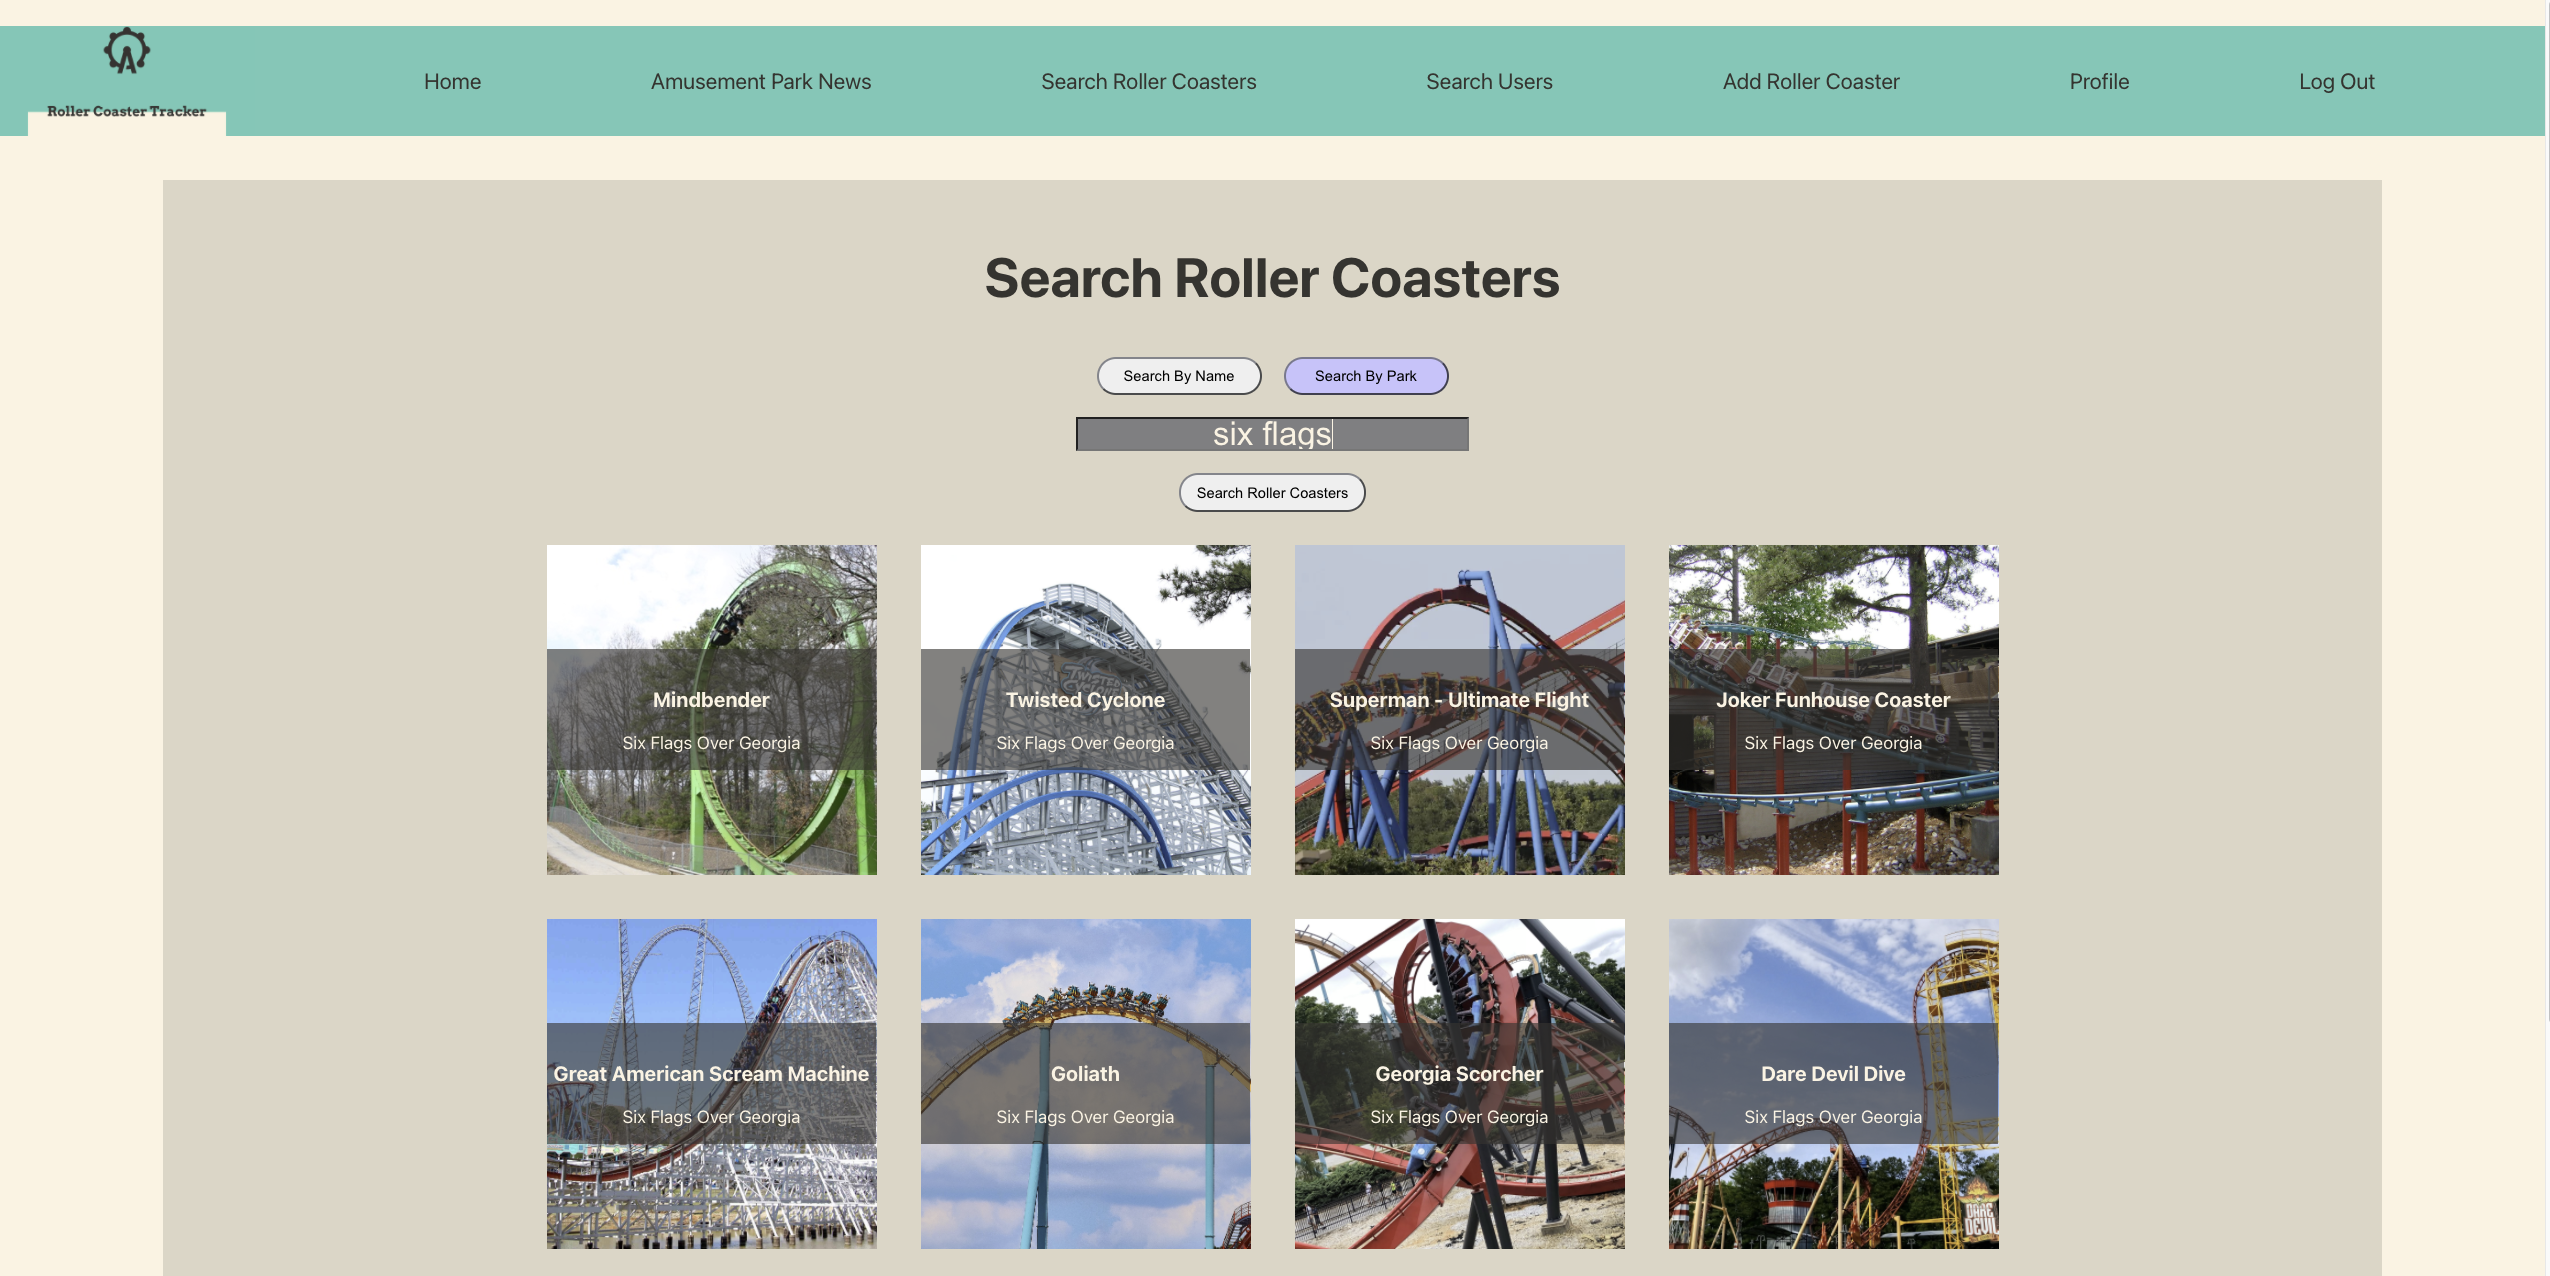 Roller Coaster Tracker
Home
Amusement Park News
Search Roller Coasters
Search Users
Add Roller Coaster
Profile
Log Out
Search Roller Coasters
Search By Name
Search By Park
six flags
Search Roller Coasters
Mindbender
Six Flags Over Georgia
Twisted Cyclone
Six Flags Over Georgia
Superman - Ultimate Flight
Six Flags Over Georgia
Joker Funhouse Coaster
Six Flags Over Georgia
Great American Scream Machine
Six Flags Over Georgia
Goliath
Six Flags Over Georgia
Georgia Scorcher
Six Flags Over Georgia
Dare Devil Dive
Six Flags Over Georgia
DARE
DEVIL